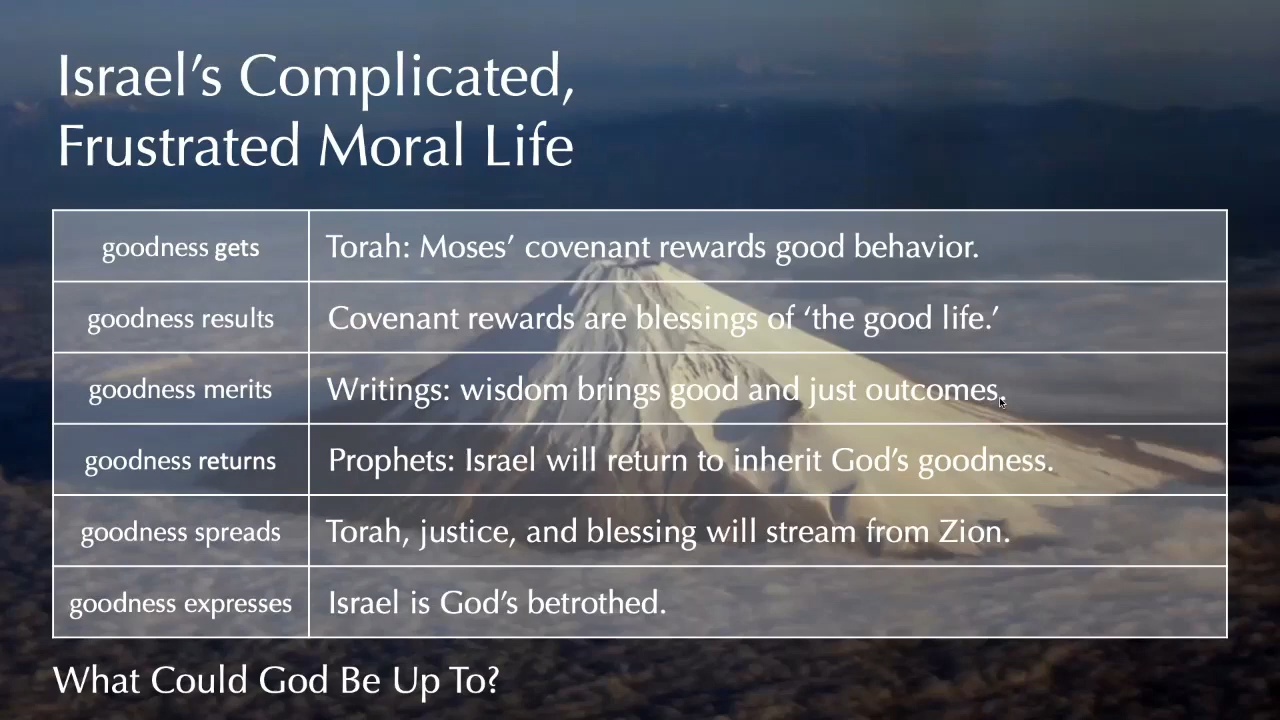 Israel’s Complicated,
Frustrated Moral Life
goodness gets Torah: Moses’ covenant rewards good behavior.
goodness results Covenant rewards are blessings of ‘the good life.’
goodness merits Writings: wisdom brings good and just outcomes.
goodness returns Prophets: Israel will return to inherit God’s goodness.
goodness spreads Torah, justice, and blessing will stream from Zion.
goodness expresses Israel is God’s betrothed.
What Could God Be Up To?